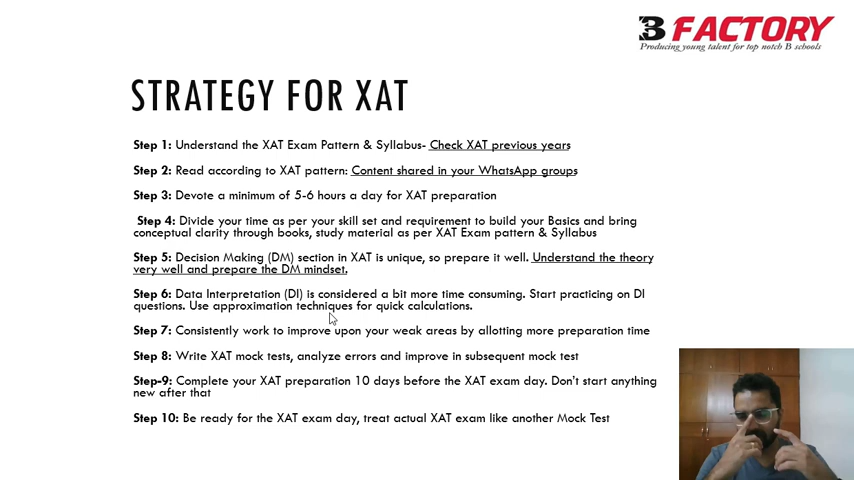 3 FACTORY
Producing young talent for top notch B schools
STRATEGY FOR XAT
Step 1: Understand the XAT Exam Pattern & Syllabus- Check XAT previous years
Step 2: Read according to XAT pattern: Content shared in your WhatsApp groups
Step 3: Devote a minimum of 5-6 hours a day for XAT preparation
Step 4: Divide your time as per your skill set and requirement to build your Basics and bring
conceptual clarity through books, study material as per XAT Exam pattern & Syllabus
Step 5: Decision Making (DM) section in XAT is unique, so prepare it well. Understand the theory
very well and prepare the DM mindset.
Step 6: Data Interpretation (DI) is considered a bit more time consuming. Start practicing on DI
questions. Use approximation techniques for quick calculations.
Step 7: Consistently work to improve upon your weak areas by allotting more preparation time
Step 8: Write XAT mock tests, analyze errors and improve in subsequent mock test
Step-9: Complete your XAT preparation 10 days before the XAT exam day. Don't start anything
new after that
Step 10: Be ready for the XAT exam day, treat actual XAT exam like another Mock Test